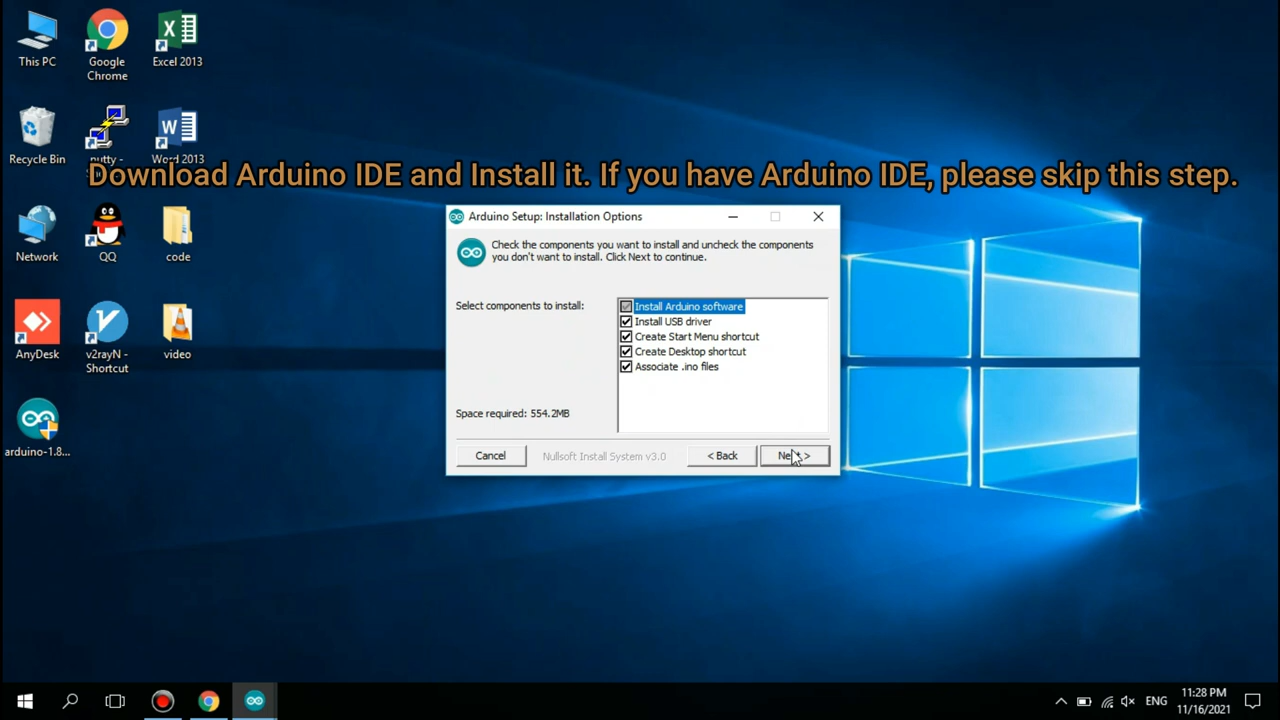 This PC
Google
Chrome
Excel 2013
Recycle Bin
putty -
Word 2013
Download Arduino IDE and Install it. If you have Arduino IDE, please skip this step.
Network
QQ
code
AnyDesk
v2rayN -
Shortcut
video
arduino-1.8...
Arduino Setup: Installation Options
Check the components you want to install and uncheck the components
you don't want to install. Click Next to continue.
Select components to install:
Install Arduino software
Install USB driver
Create Start Menu shortcut
Create Desktop shortcut
Associate .ino files
Space required: 554.2MB
Cancel
Nullsoft Install System v3.0
< Back
Next >
ENG
11:28 PM
11/16/2021